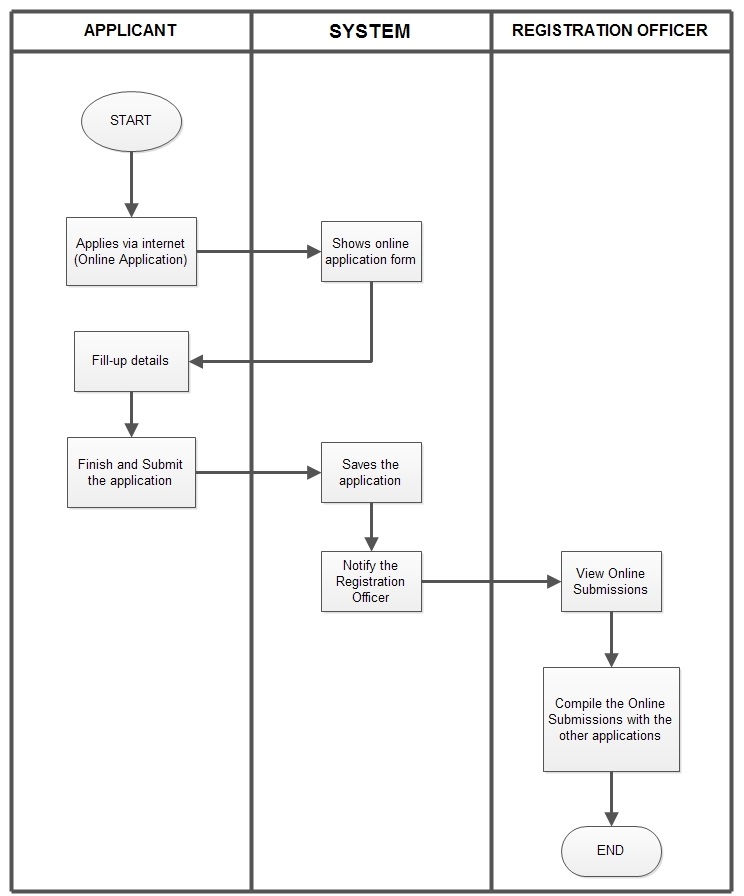 APPLICANT
SYSTEM
REGISTRATION OFFICER
START
Applies via internet
(Online Application)
Shows online
application form
Fill-up details
Finish and Submit
the application
Saves the
application
Notify the
Registration
Officer
View Online
Submissions
Compile the Online
Submissions with the
other applications
END